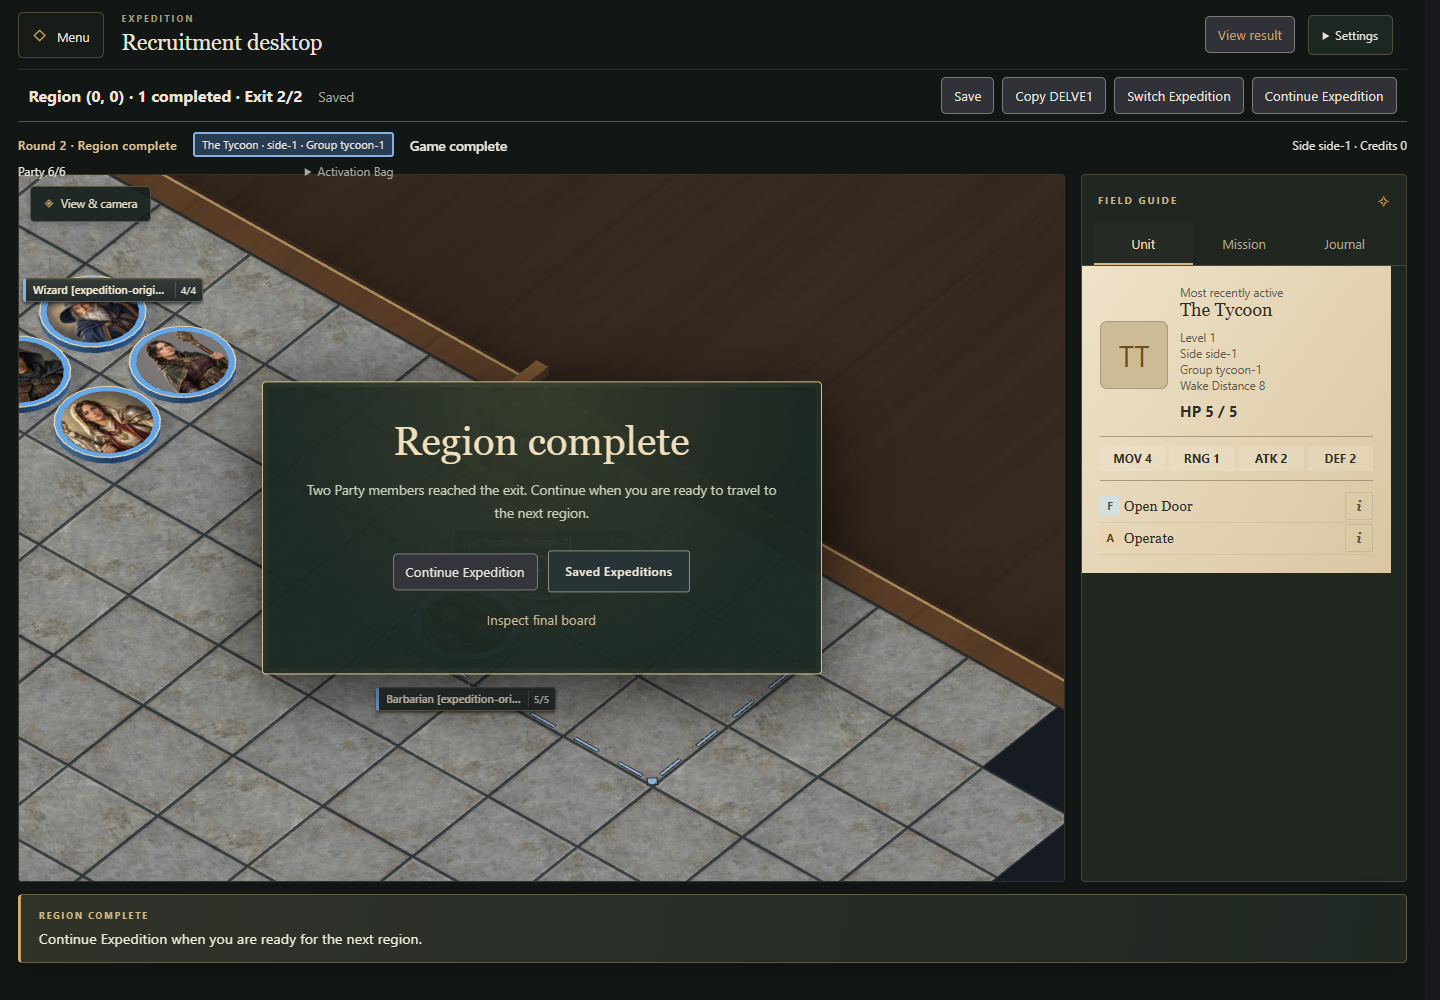 Menu
EXPEDITION
Recruitment desktop
View result
Settings
Region (0, 0) · 1 completed · Exit 2/2
Saved
Save
Copy DELVE1
Switch Expedition
Continue Expedition
Round 2 · Region complete
The Tycoon · side-1 · Group tycoon-1
Game complete
Side side-1 · Credits 0
Party 6/6
Activation Bag
View & camera
Wizard [expedition-origi... 4/4
Region complete
Two Party members reached the exit. Continue when you are ready to travel to
the next region.
Continue Expedition
Saved Expeditions
Inspect final board
Barbarian [expedition-ori... 5/5
FIELD GUIDE
Unit
Mission
Journal
Most recently active
The Tycoon
TT
Level 1
Side side-1
Group tycoon-1
Wake Distance 8
HP 5 / 5
MOV 4
RNG 1
ATK 2
DEF 2
F Open Door i
A Operate i
REGION COMPLETE
Continue Expedition when you are ready for the next region.